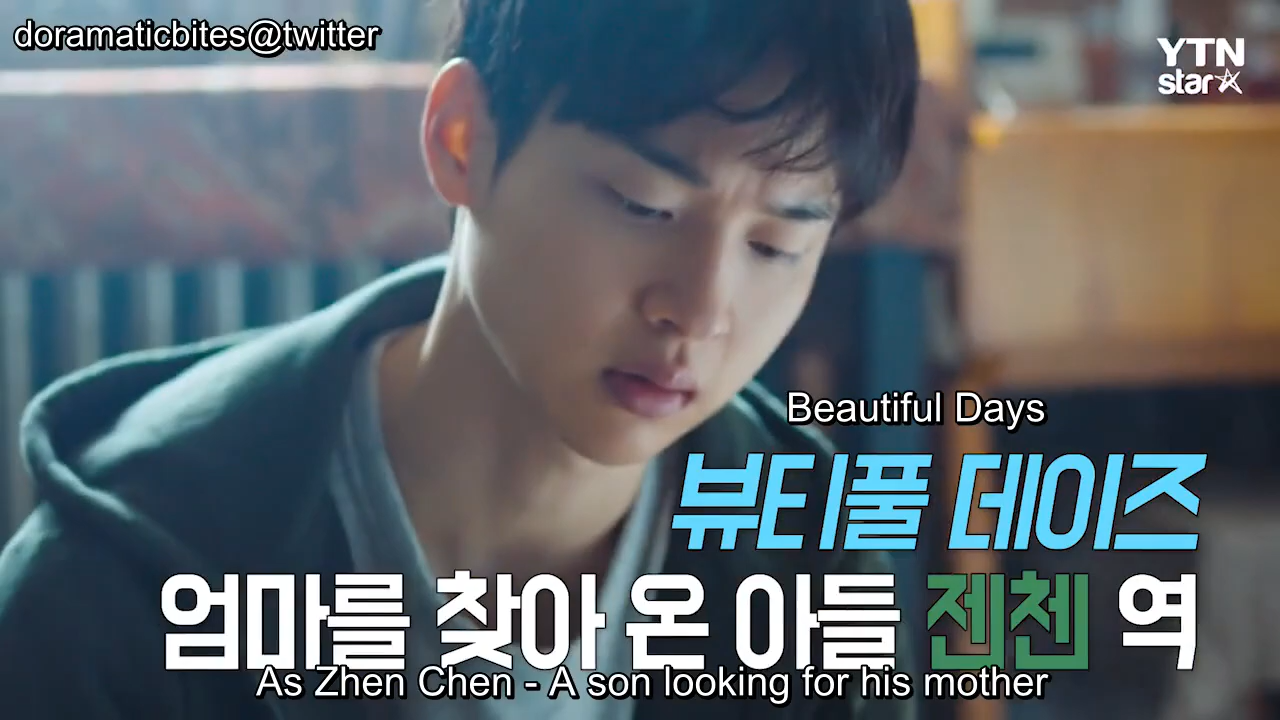 doramaticbites@twitter
YTN
star
Beautiful Days
뷰티풀 데이즈
엄마를 찾아 온 아들 젠첸 역
As Zhen Chen - A son looking for his mother